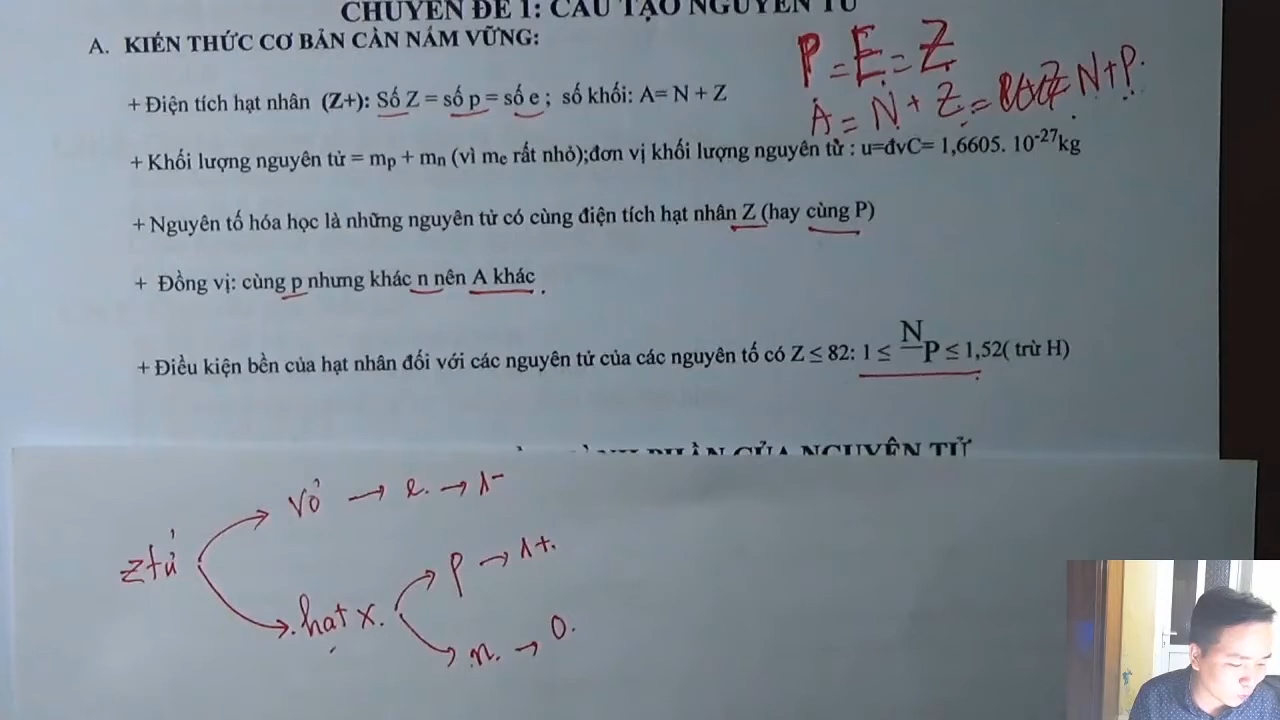 CHUYÊN ĐỀ 1: CẤU TẠO NGUYÊN TỬ
A. KIẾN THỨC CƠ BẢN CẦN NẮM VỮNG:
P = E = Z
+ Điện tích hạt nhân (Z+): Số Z = số p = số e ; số khối: A= N + Z
A = N + Z = N + P.
+ Khối lượng nguyên tử = mp + mn (vì me rất nhỏ);đơn vị khối lượng nguyên tử : u=đvC= 1,6605. 10-27kg
+ Nguyên tố hóa học là những nguyên tử có cùng điện tích hạt nhân Z (hay cùng P)
+ Đồng vị: cùng p nhưng khác n nên A khác
+ Điều kiện bền của hạt nhân đối với các nguyên tử của các nguyên tố có Z ≤ 82: 1 ≤ N/P ≤ 1,52( trừ H)
PHẦN CỦA NGUYÊN TỬ
vỏ → e. → 1-
ztử
p → 1+.
hạt x.
n. → 0.